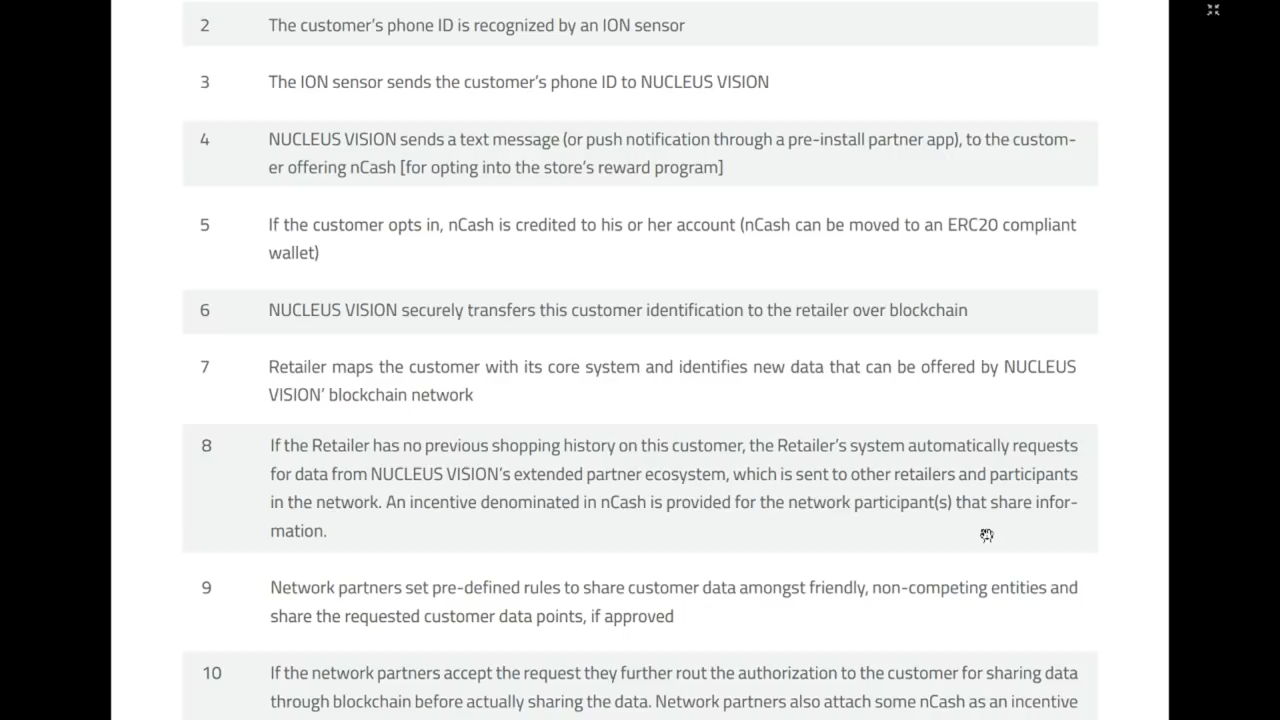 2 The customer's phone ID is recognized by an ION sensor
3 The ION sensor sends the customer's phone ID to NUCLEUS VISION
4 NUCLEUS VISION sends a text message (or push notification through a pre-install partner app), to the custom-
er offering nCash [for opting into the store's reward program]
5 If the customer opts in, nCash is credited to his or her account (nCash can be moved to an ERC20 compliant
wallet)
6 NUCLEUS VISION securely transfers this customer identification to the retailer over blockchain
7 Retailer maps the customer with its core system and identifies new data that can be offered by NUCLEUS
VISION' blockchain network
8 If the Retailer has no previous shopping history on this customer, the Retailer's system automatically requests
for data from NUCLEUS VISION's extended partner ecosystem, which is sent to other retailers and participants
in the network. An incentive denominated in nCash is provided for the network participant(s) that share infor-
mation.
9 Network partners set pre-defined rules to share customer data amongst friendly, non-competing entities and
share the requested customer data points, if approved
10 If the network partners accept the request they further rout the authorization to the customer for sharing data
through blockchain before actually sharing the data. Network partners also attach some nCash as an incentive